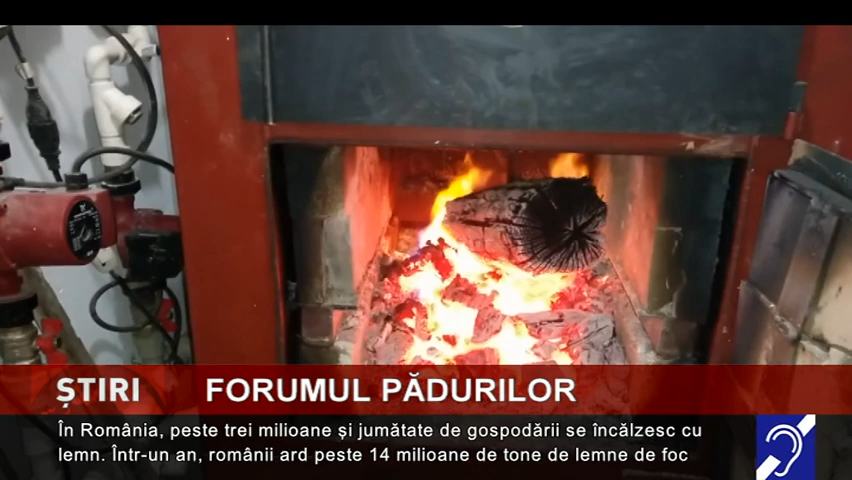 ȘTIRI FORUMUL PĂDURILOR
În România, peste trei milioane și jumătate de gospodării se încălzesc cu
lemn. Într-un an, românii ard peste 14 milioane de tone de lemne de foc